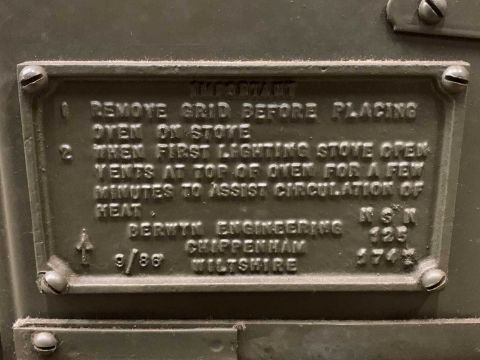 IMPORTANT
1 REMOVE GRID BEFORE PLACING
OVEN ON STOVE
2 WHEN FIRST LIGHTING STOVE OPEN
VENTS AT TOP OF OVEN FOR A FEW
MINUTES TO ASSIST CIRCULATION OF
HEAT
BERWYN ENGINEERING
CHIPPENHAM
WILTSHIRE
9/86
N S N
125